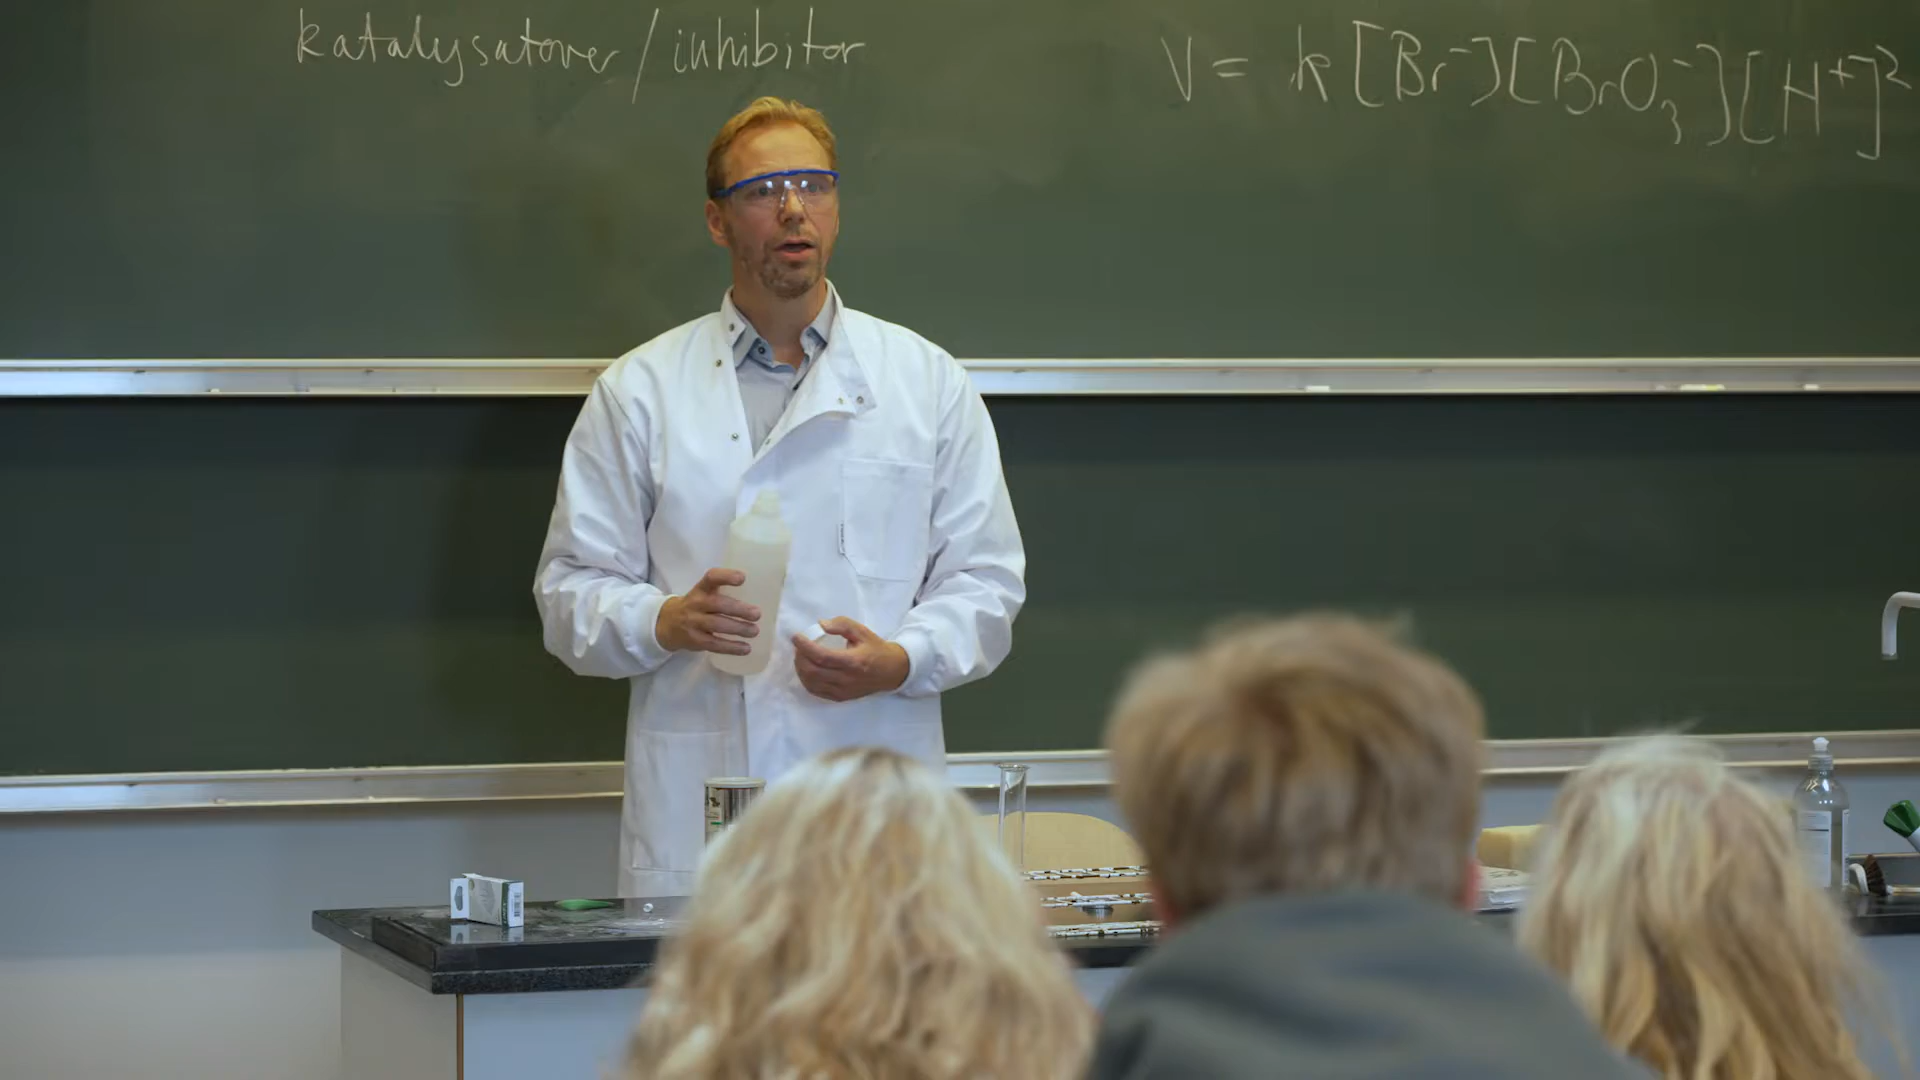 katalysatorer/inhibitor
V = k[Br⁻][BrO₃⁻][H⁺]²